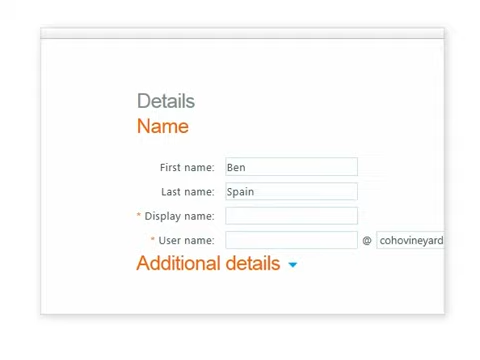 Details
Name
First name: Ben
Last name: Spain
* Display name:
* User name: @ cohovineyard
Additional details